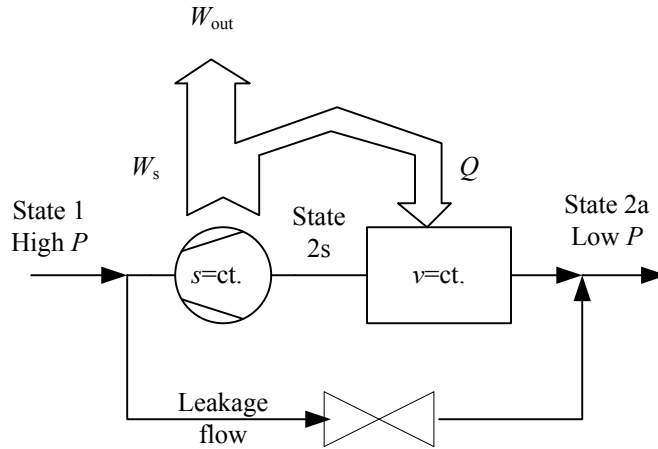 W_out
W_s
Q
State 1
High P
State
2s
State 2a
Low P
s=ct.
v=ct.
Leakage
flow